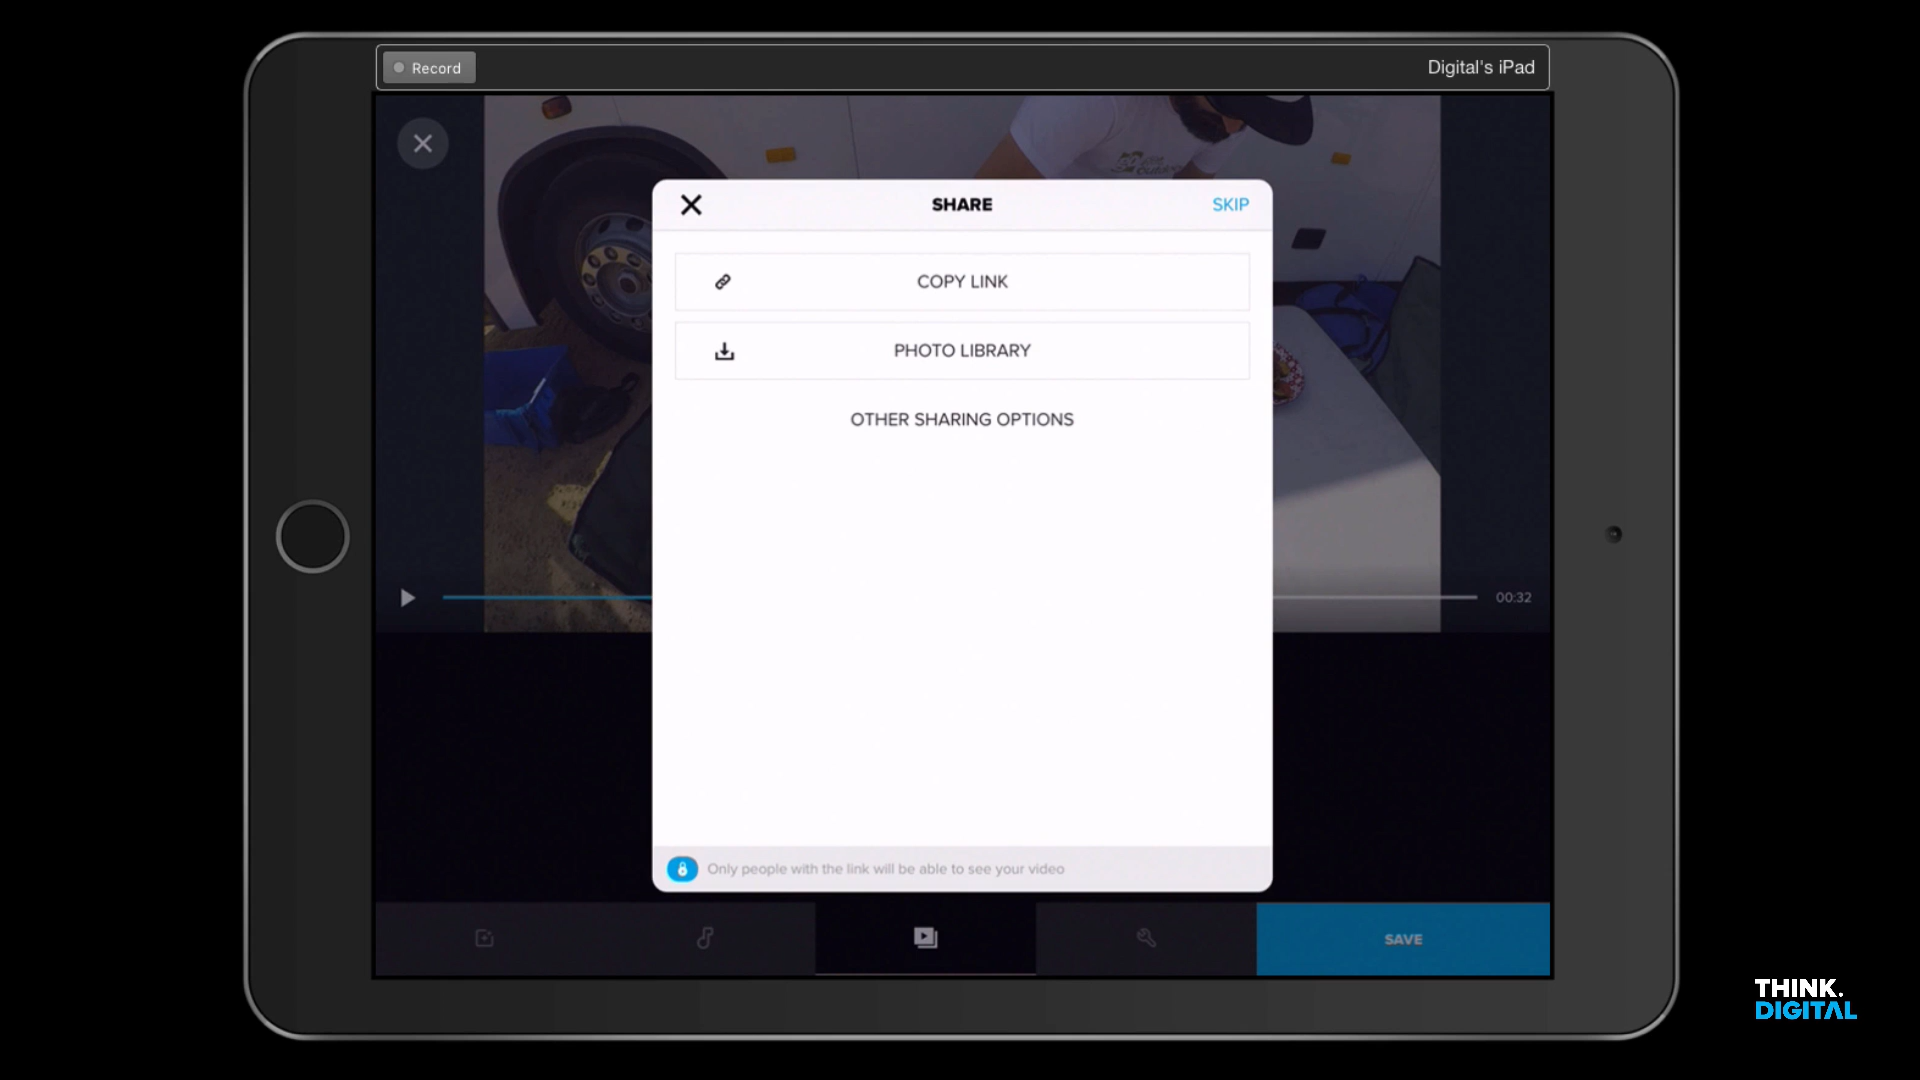 Record
Digital's iPad
SHARE
SKIP
COPY LINK
PHOTO LIBRARY
OTHER SHARING OPTIONS
00:32
Only people with the link will be able to see your video
SAVE
THINK.
DIGITAL